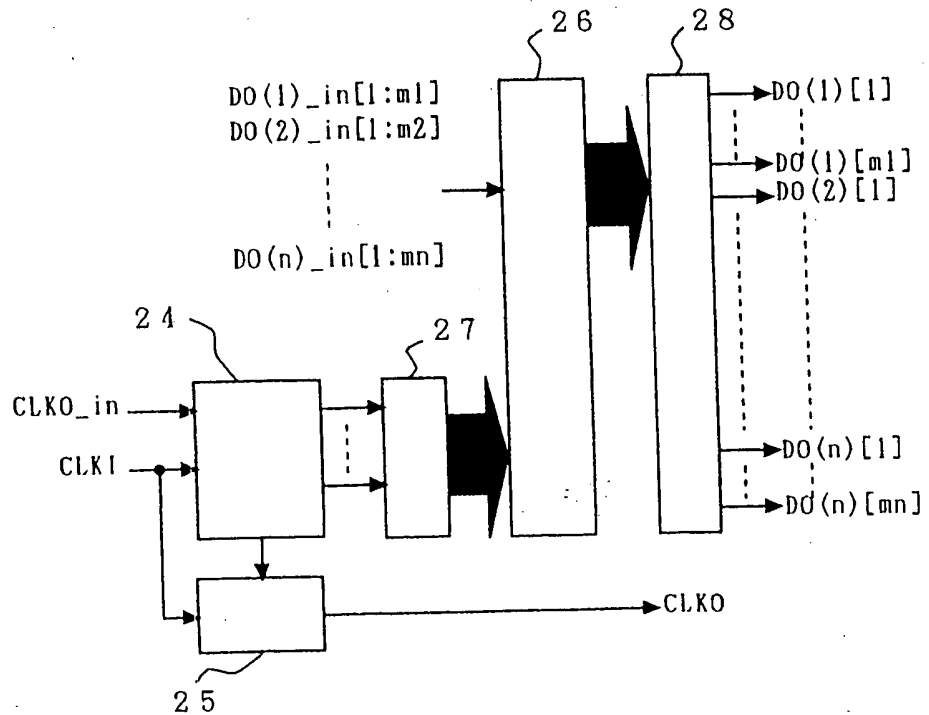 26
28
DO(1)_in[1:m1]
DO(2)_in[1:m2]
DO(n)_in[1:mn]
DO(1)[1]
DO(1)[m1]
DO(2)[1]
24
27
CLKO_in
CLKI
DO(n)[1]
DO(n)[mn]
CLKO
25